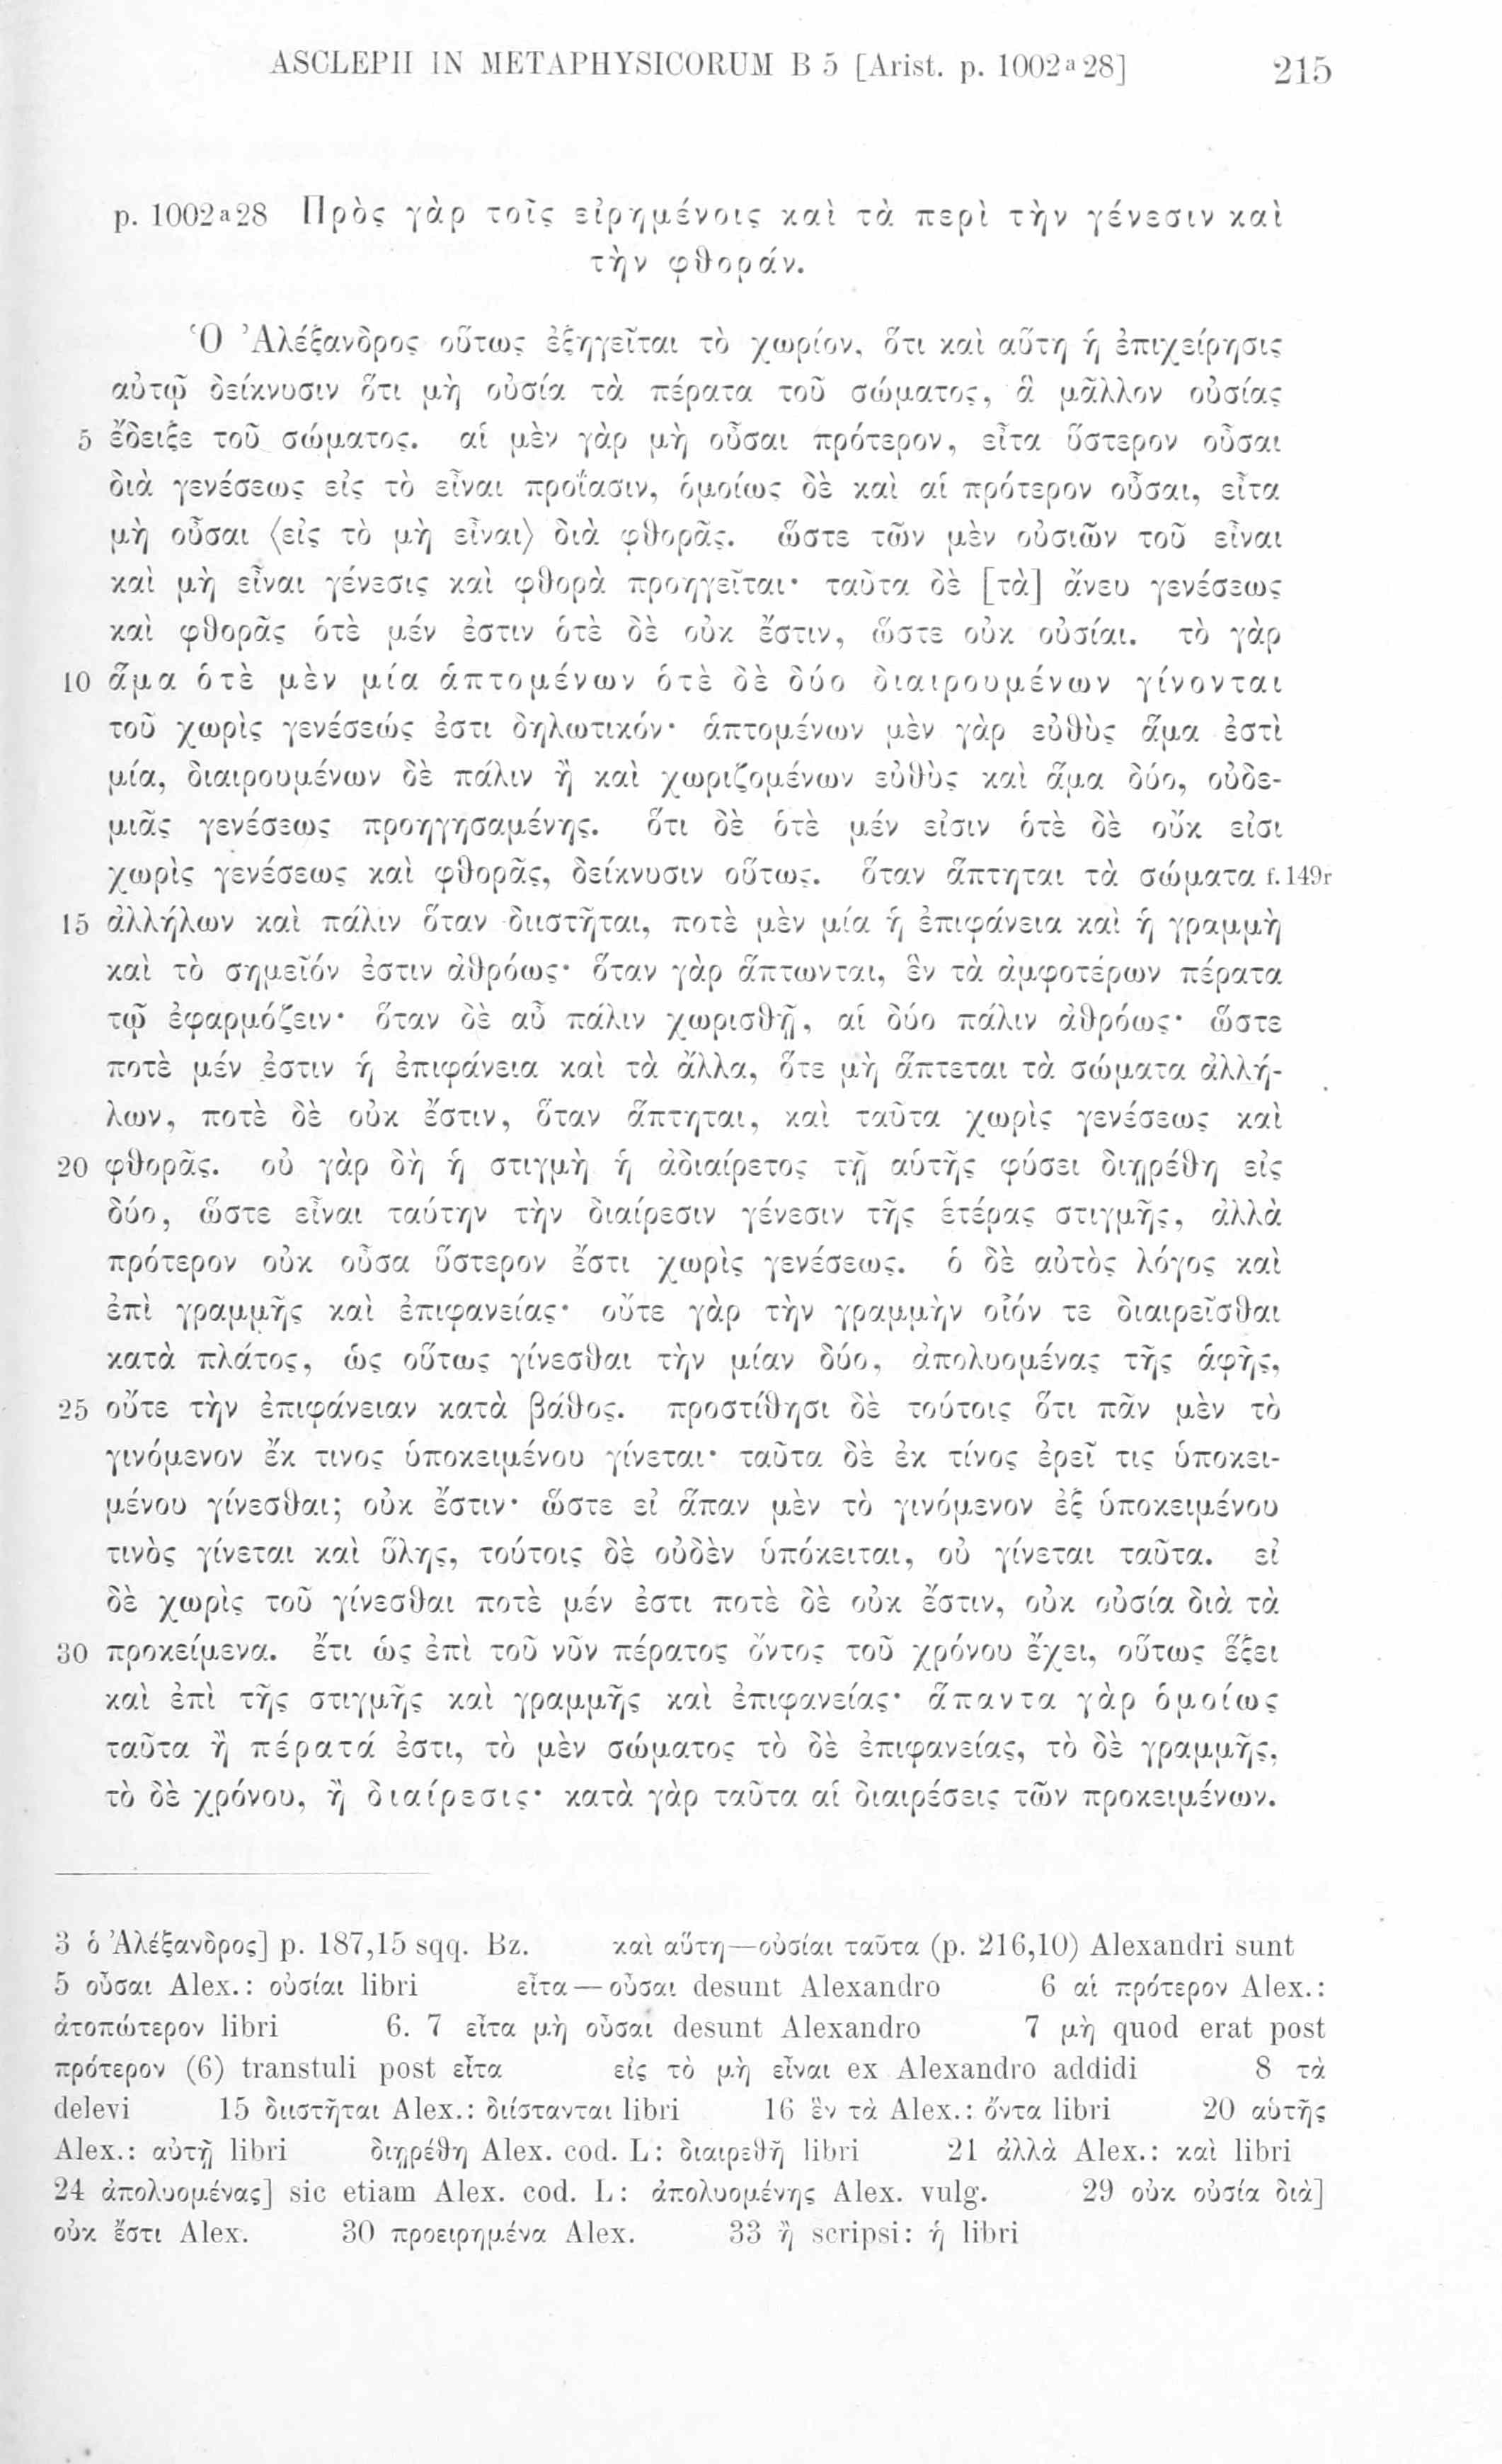 ASCLEPII IN METAPHYSICORUM B 5 [Arist. p. 1002ᵃ28] 215
p. 1002ᵃ28 Πρὸς γὰρ τοῖς εἰρημένοις καὶ τὰ περὶ τὴν γένεσιν καὶ
τὴν φθοράν.
Ὁ Ἀλέξανδρος οὕτως ἐξηγεῖται τὸ χωρίον, ὅτι καὶ αὕτη ἡ ἐπιχείρησις
αὐτῷ δείκνυσιν ὅτι μὴ οὐσία τὰ πέρατα τοῦ σώματος, ἃ μᾶλλον οὐσίας
5 ἔδειξε τοῦ σώματος. αἱ μὲν γὰρ μὴ οὖσαι πρότερον, εἶτα ὕστερον οὖσαι
διὰ γενέσεως εἰς τὸ εἶναι προΐασιν, ὁμοίως δὲ καὶ αἱ πρότερον οὖσαι, εἶτα
μὴ οὖσαι ⟨εἰς τὸ μὴ εἶναι⟩ διὰ φθορᾶς. ὥστε τῶν μὲν οὐσιῶν τοῦ εἶναι
καὶ μὴ εἶναι γένεσις καὶ φθορὰ προηγεῖται· ταῦτα δὲ [τὰ] ἄνευ γενέσεως
καὶ φθορᾶς ὁτὲ μέν ἐστιν ὁτὲ δὲ οὐκ ἔστιν, ὥστε οὐκ οὐσίαι. τὸ γὰρ
10 ἅμα ὁτὲ μὲν μία ἁπτομένων ὁτὲ δὲ δύο διαιρουμένων γίνονται
τοῦ χωρὶς γενέσεώς ἐστι δηλωτικόν· ἁπτομένων μὲν γὰρ εὐθὺς ἅμα ἐστὶ
μία, διαιρουμένων δὲ πάλιν ἢ καὶ χωριζομένων εὐθὺς καὶ ἅμα δύο, οὐδε-
μιᾶς γενέσεως προηγησαμένης. ὅτι δὲ ὁτὲ μέν εἰσιν ὁτὲ δὲ οὔκ εἰσι
χωρὶς γενέσεως καὶ φθορᾶς, δείκνυσιν οὕτως. ὅταν ἅπτηται τὰ σώματα f. 149r
15 ἀλλήλων καὶ πάλιν ὅταν διιστῆται, ποτὲ μὲν μία ἡ ἐπιφάνεια καὶ ἡ γραμμὴ
καὶ τὸ σημεῖόν ἐστιν ἀθρόως· ὅταν γὰρ ἅπτωνται, ἓν τὰ ἀμφοτέρων πέρατα
τῷ ἐφαρμόζειν· ὅταν δὲ αὖ πάλιν χωρισθῇ, αἱ δύο πάλιν ἀθρόως· ὥστε
ποτὲ μέν ἐστιν ἡ ἐπιφάνεια καὶ τὰ ἄλλα, ὅτε μὴ ἅπτεται τὰ σώματα ἀλλή-
λων, ποτὲ δὲ οὐκ ἔστιν, ὅταν ἅπτηται, καὶ ταῦτα χωρὶς γενέσεως καὶ
20 φθορᾶς. οὐ γὰρ δὴ ἡ στιγμὴ ἡ ἀδιαίρετος τῇ αὑτῆς φύσει διῃρέθη εἰς
δύο, ὥστε εἶναι ταύτην τὴν διαίρεσιν γένεσιν τῆς ἑτέρας στιγμῆς, ἀλλὰ
πρότερον οὐκ οὖσα ὕστερον ἔστι χωρὶς γενέσεως. ὁ δὲ αὐτὸς λόγος καὶ
ἐπὶ γραμμῆς καὶ ἐπιφανείας· οὔτε γὰρ τὴν γραμμὴν οἷόν τε διαιρεῖσθαι
κατὰ πλάτος, ὡς οὕτως γίνεσθαι τὴν μίαν δύο, ἀπολυομένας τῆς ἁφῆς,
25 οὔτε τὴν ἐπιφάνειαν κατὰ βάθος. προστίθησι δὲ τούτοις ὅτι πᾶν μὲν τὸ
γινόμενον ἔκ τινος ὑποκειμένου γίνεται· ταῦτα δὲ ἐκ τίνος ἐρεῖ τις ὑποκει-
μένου γίνεσθαι; οὐκ ἔστιν· ὥστε εἰ ἅπαν μὲν τὸ γινόμενον ἐξ ὑποκειμένου
τινὸς γίνεται καὶ ὕλης, τούτοις δὲ οὐδὲν ὑπόκειται, οὐ γίνεται ταῦτα. εἰ
δὲ χωρὶς τοῦ γίνεσθαι ποτὲ μέν ἐστι ποτὲ δὲ οὐκ ἔστιν, οὐκ οὐσία διὰ τὰ
30 προκείμενα. ἔτι ὡς ἐπὶ τοῦ νῦν πέρατος ὄντος τοῦ χρόνου ἔχει, οὕτως ἕξει
καὶ ἐπὶ τῆς στιγμῆς καὶ γραμμῆς καὶ ἐπιφανείας· ἅπαντα γὰρ ὁμοίως
ταῦτα ἢ πέρατά ἐστι, τὸ μὲν σώματος τὸ δὲ ἐπιφανείας, τὸ δὲ γραμμῆς,
τὸ δὲ χρόνου, ἢ διαίρεσις· κατὰ γὰρ ταῦτα αἱ διαιρέσεις τῶν προκειμένων.
3 ὁ Ἀλέξανδρος] p. 187,15 sqq. Bz. καὶ αὕτη—οὐσίαι ταῦτα (p. 216,10) Alexandri sunt
5 οὖσαι Alex.: οὐσίαι libri εἶτα—οὖσαι desunt Alexandro 6 αἱ πρότερον Alex.:
ἀτοπώτερον libri 6. 7 εἶτα μὴ οὖσαι desunt Alexandro 7 μὴ quod erat post
πρότερον (6) transtuli post εἶτα εἰς τὸ μὴ εἶναι ex Alexandro addidi 8 τὰ
delevi 15 διιστῆται Alex.: διίστανται libri 16 ἓν τὰ Alex.: ὄντα libri 20 αὑτῆς
Alex.: αὐτῇ libri διῃρέθη Alex. cod. L: διαιρεθῇ libri 21 ἀλλὰ Alex.: καὶ libri
24 ἀπολυομένας] sic etiam Alex. cod. L: ἀπολυομένης Alex. vulg. 29 οὐκ οὐσία διὰ]
οὐκ ἔστι Alex. 30 προειρημένα Alex. 33 ἢ scripsi: ἡ libri